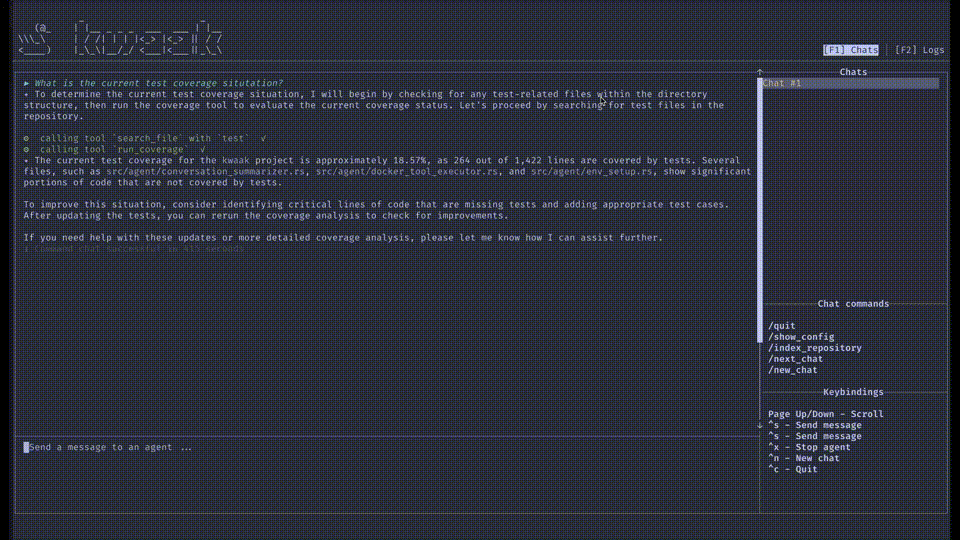 kwaak
[F1] Chats | [F2] Logs
► What is the current test coverage situtation?
To determine the current test coverage situation, I will begin by checking for any test-related files within the directory
structure, then run the coverage tool to evaluate the current coverage status. Let's proceed by searching for test files in the
repository.
calling tool `search_file` with `test` √
calling tool `run_coverage` √
The current test coverage for the kwaak project is approximately 18.57%, as 264 out of 1,422 lines are covered by tests. Several
files, such as src/agent/conversation_summarizer.rs, src/agent/docker_tool_executor.rs, and src/agent/env_setup.rs, show significant
portions of code that are not covered by tests.
To improve this situation, consider identifying critical lines of code that are missing tests and adding appropriate test cases.
After updating the tests, you can rerun the coverage analysis to check for improvements.
If you need help with these updates or more detailed coverage analysis, please let me know how I can assist further.
Command chat successful in
seconds
Send a message to an agent ...
Chats
Chat #1
Chat commands
/quit
/show_config
/index_repository
/next_chat
/new_chat
Keybindings
Page Up/Down - Scroll
^s - Send message
^s - Send message
^x - Stop agent
^n - New chat
^c - Quit